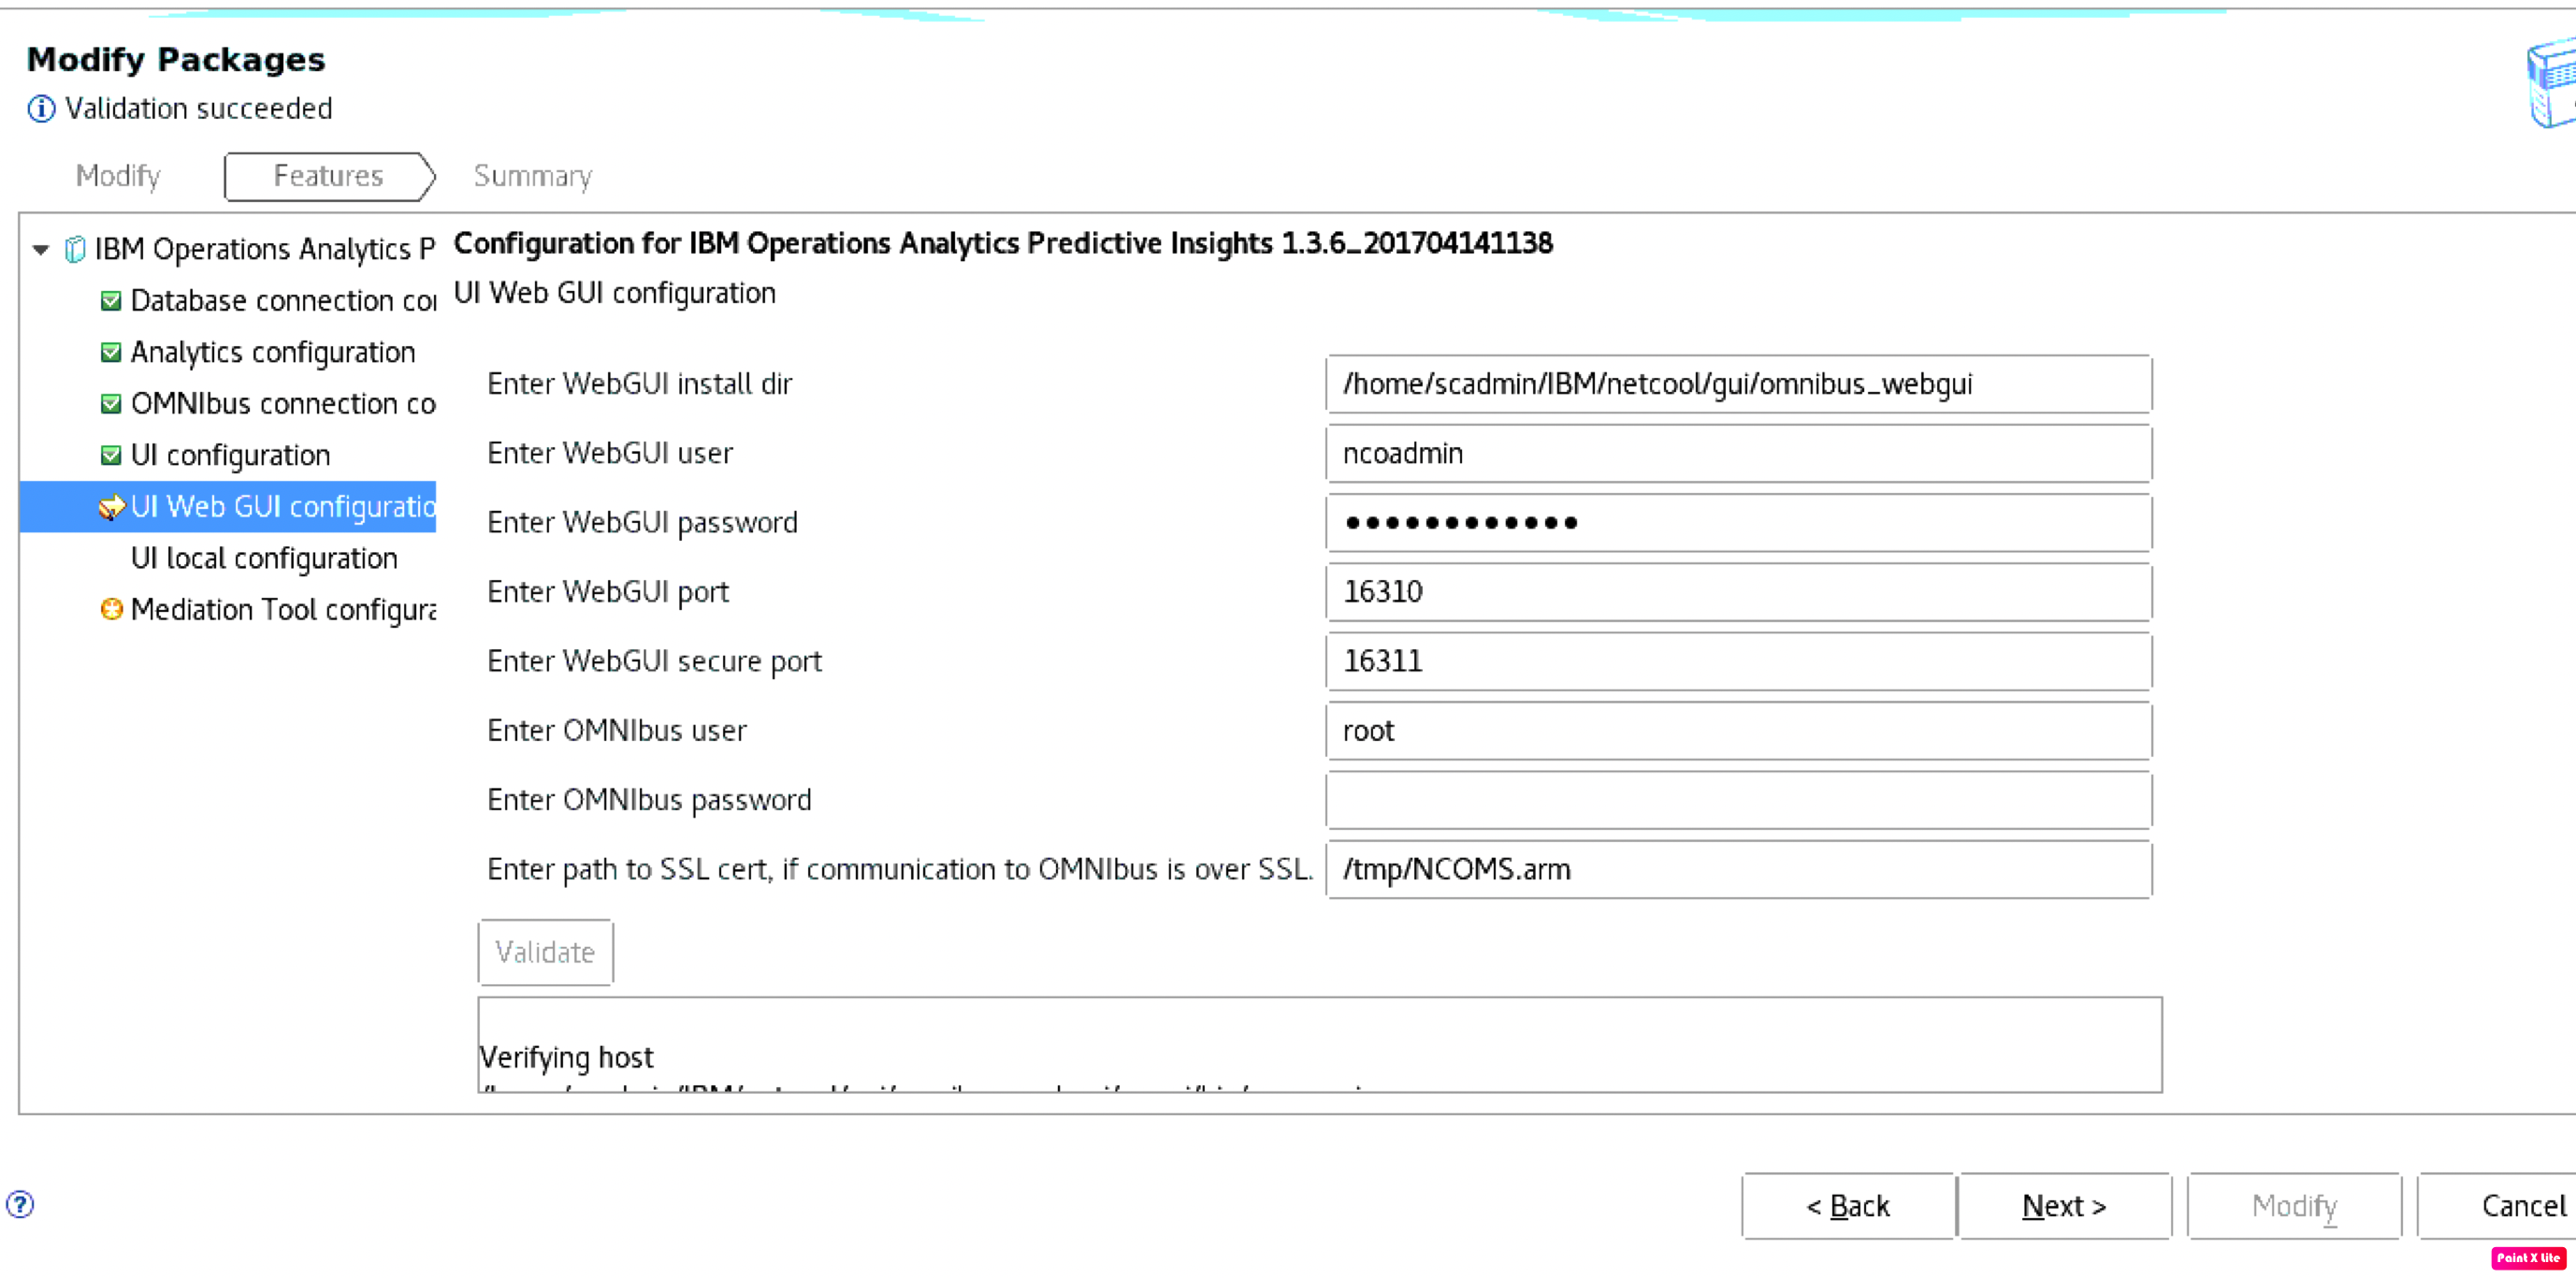 Modify Packages
Validation succeeded
Modify
Features
Summary
IBM Operations Analytics P
Database connection co
Analytics configuration
OMNIbus connection co
UI configuration
UI Web GUI configuratio
UI local configuration
Mediation Tool configura
Configuration for IBM Operations Analytics Predictive Insights 1.3.6_201704141138
UI Web GUI configuration
Enter WebGUI install dir
/home/scadmin/IBM/netcool/gui/omnibus_webgui
Enter WebGUI user
ncoadmin
Enter WebGUI password
●●●●●●●●●●●●
Enter WebGUI port
16310
Enter WebGUI secure port
16311
Enter OMNIbus user
root
Enter OMNIbus password
Enter path to SSL cert, if communication to OMNIbus is over SSL.
/tmp/NCOMS.arm
Validate
Verifying host
?
< Back
Next >
Modify
Cancel
Paint X lite